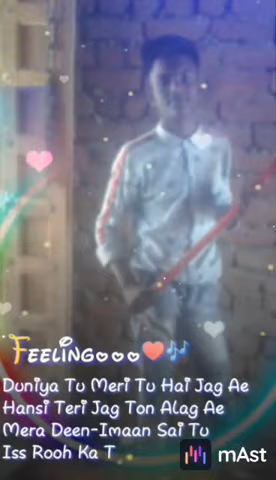 FEELING...❤️🎶
Duniya Tu Meri Tu Hai Jag Ae
Hansi Teri Jag Ton Alag Ae
Mera Deen-Imaan Sai Tu
Iss Rooh Ka T
mAst